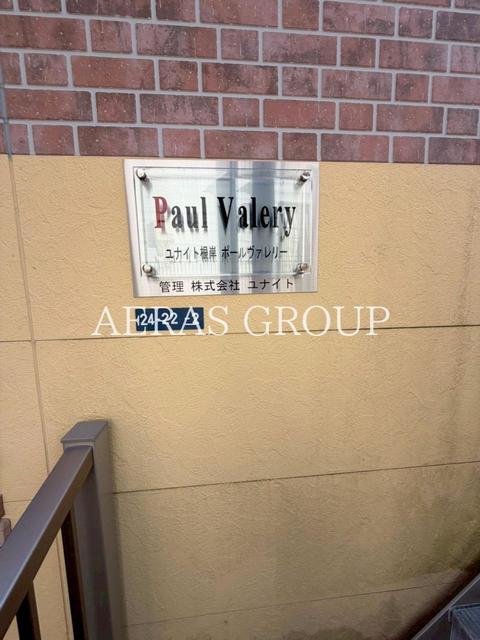 Paul Valery
ユナイト根岸 ポールヴァレリー
管理 株式会社 ユナイト
24-22
AERAS GROUP